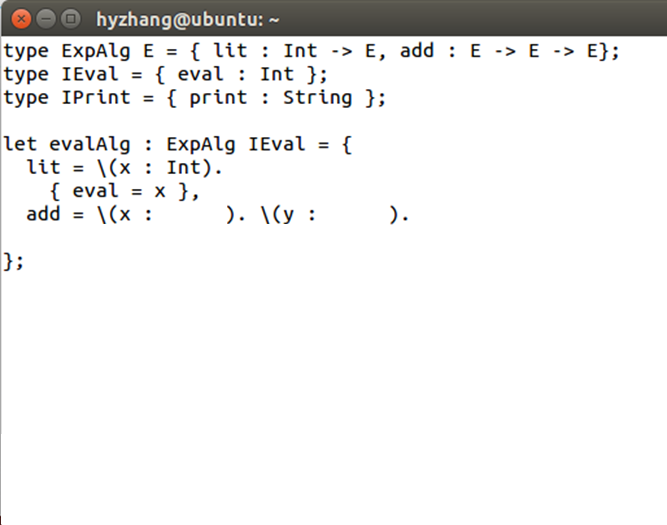 hyzhang@ubuntu: ~
type ExpAlg E = { lit : Int -> E, add : E -> E -> E};
type IEval = { eval : Int };
type IPrint = { print : String };
let evalAlg : ExpAlg IEval = {
  lit = \(x : Int).
    { eval = x },
  add = \(x :      ). \(y :      ).
};